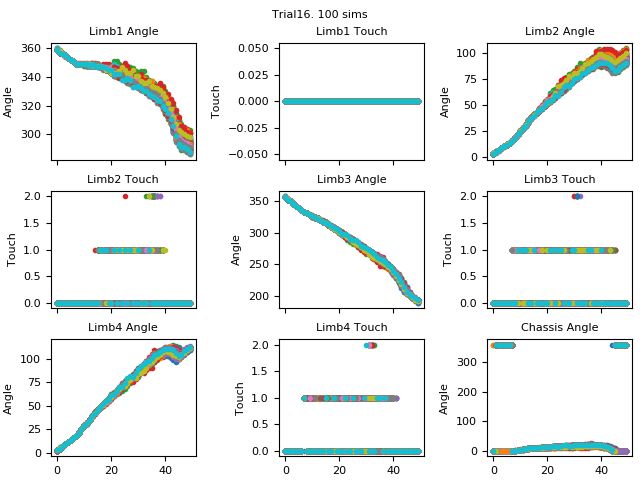 Trial16. 100 sims
Limb1 Angle
Limb1 Touch
Limb2 Angle
Angle
360
340
320
300
Touch
0.050
0.025
0.000
−0.025
−0.050
Angle
100
75
50
25
0
Limb2 Touch
Limb3 Angle
Limb3 Touch
Touch
2.0
1.5
1.0
0.5
0.0
Angle
350
300
250
200
Touch
2.0
1.5
1.0
0.5
0.0
Limb4 Angle
Limb4 Touch
Chassis Angle
Angle
100
75
50
25
0
0 20 40
Touch
2.0
1.5
1.0
0.5
0.0
0 20 40
Angle
300
200
100
0
0 20 40